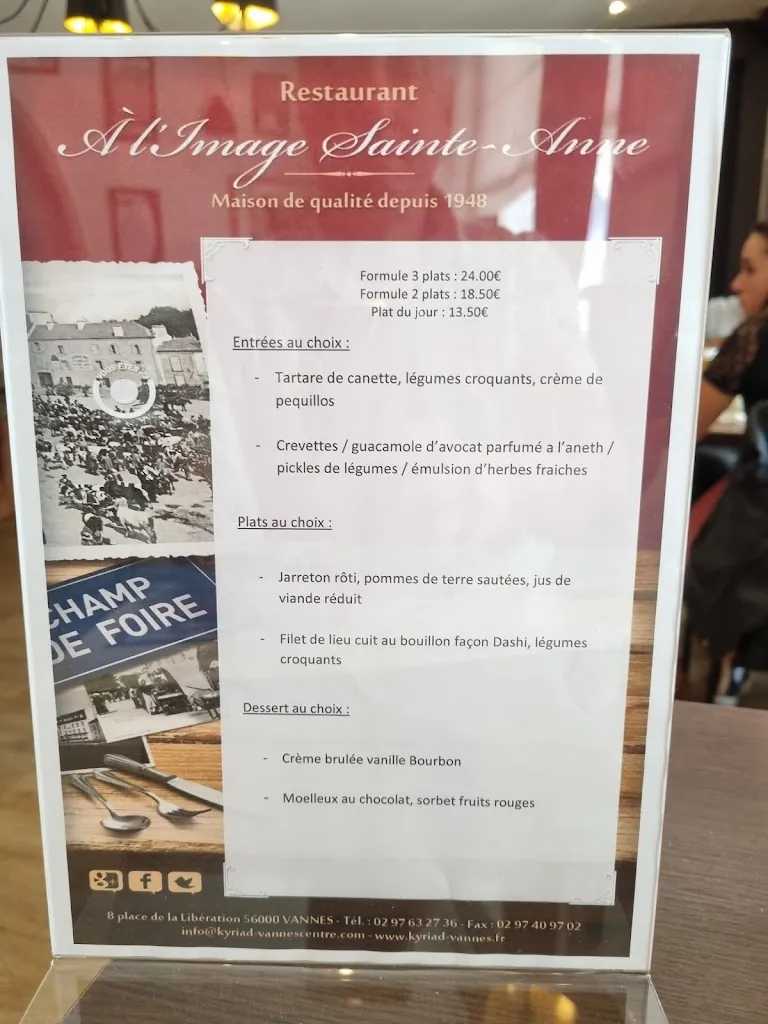 Restaurant
À l'Image Sainte-Anne
Maison de qualité depuis 1948
Formule 3 plats : 24.00€
Formule 2 plats : 18.50€
Plat du jour : 13.50€
Entrées au choix :
- Tartare de canette, légumes croquants, crème de
pequillos
- Crevettes / guacamole d'avocat parfumé a l'aneth /
pickles de légumes / émulsion d'herbes fraiches
Plats au choix :
- Jarreton rôti, pommes de terre sautées, jus de
viande réduit
- Filet de lieu cuit au bouillon façon Dashi, légumes
croquants
Dessert au choix :
- Crème brulée vanille Bourbon
- Moelleux au chocolat, sorbet fruits rouges
CHAMP
DE FOIRE
8 place de la Libération 56000 VANNES - Tél. : 02 97 63 27 36 - Fax : 02 97 40 97 02
info@kyriad-vannescentre.com - www.kyriad-vannes.fr